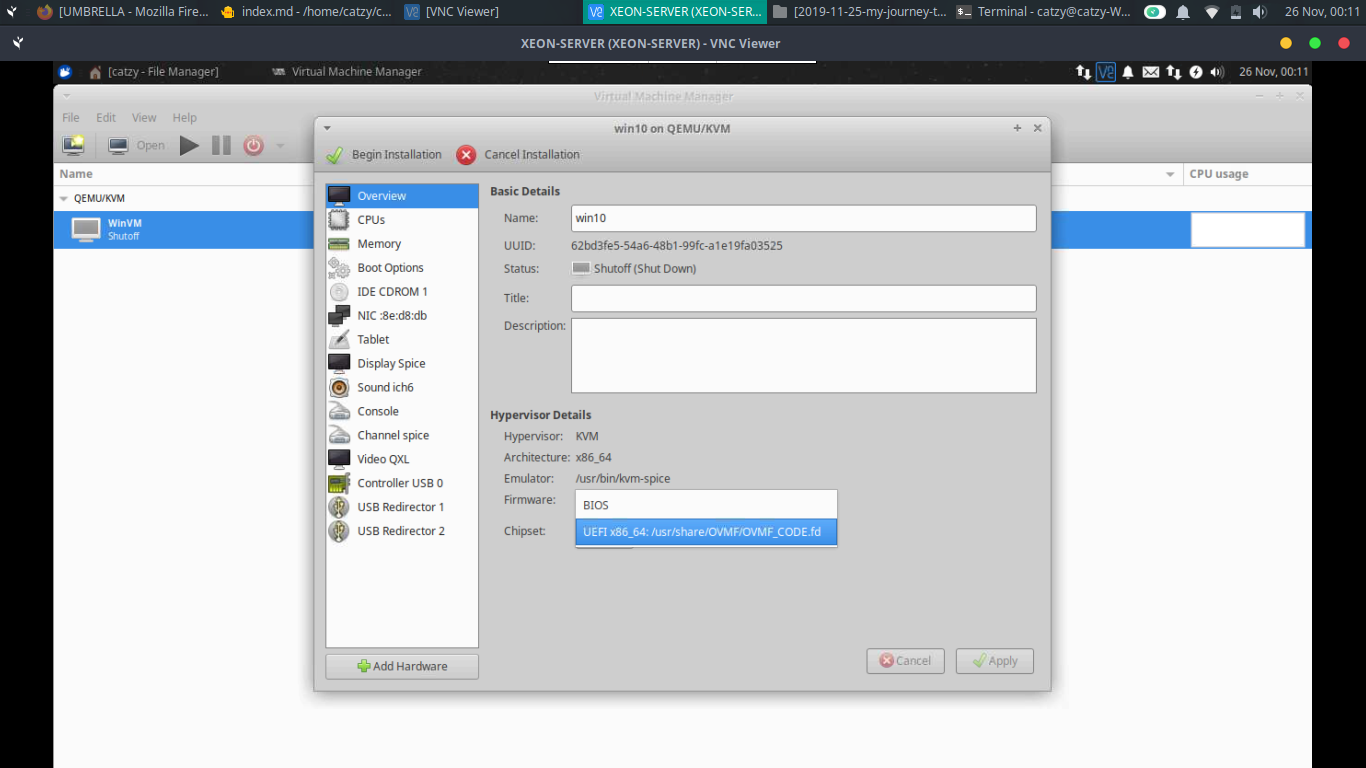 [UMBRELLA - Mozilla Fire... index.md - /home/catzy/c... [VNC Viewer] XEON-SERVER (XEON-SER... [2019-11-25-my-journey-t... Terminal - catzy@catzy-W... 26 Nov, 00:11
XEON-SERVER (XEON-SERVER) - VNC Viewer
[catzy - File Manager] Virtual Machine Manager 26 Nov, 00:11
Virtual Machine Manager
File Edit View Help
Open
Name CPU usage
QEMU/KVM
WinVM
Shutoff
win10 on QEMU/KVM
Begin Installation Cancel Installation
Overview
CPUs
Memory
Boot Options
IDE CDROM 1
NIC :8e:d8:db
Tablet
Display Spice
Sound ich6
Console
Channel spice
Video QXL
Controller USB 0
USB Redirector 1
USB Redirector 2
Add Hardware
Basic Details
Name: win10
UUID: 62bd3fe5-54a6-48b1-99fc-a1e19fa03525
Status: Shutoff (Shut Down)
Title:
Description:
Hypervisor Details
Hypervisor: KVM
Architecture: x86_64
Emulator: /usr/bin/kvm-spice
Firmware: BIOS
Chipset: UEFI x86_64: /usr/share/OVMF/OVMF_CODE.fd
Cancel Apply